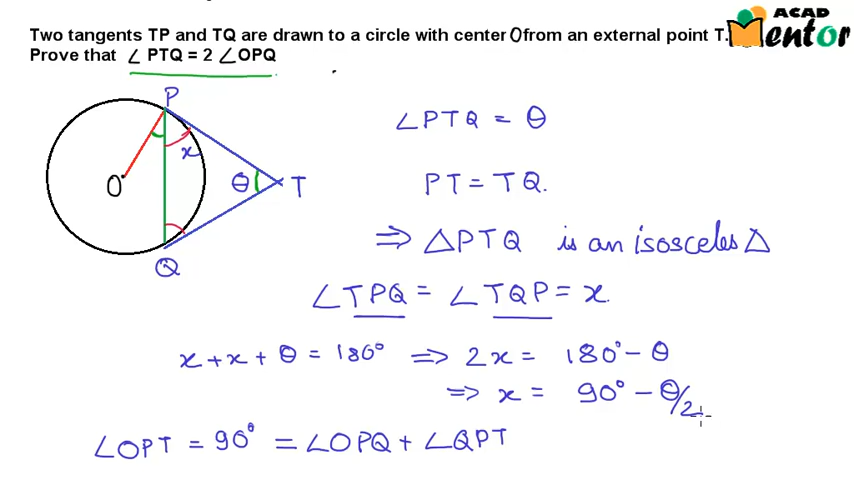 ACAD
Mentor
Two tangents TP and TQ are drawn to a circle with center O from an external point T.
Prove that ∠ PTQ = 2 ∠OPQ
P
x
O
θ
T
Q
∠PTQ = θ
PT = TQ.
⇒ △PTQ is an isosceles △
∠TPQ = ∠TQP = x
x + x + θ = 180° ⇒ 2x = 180° - θ
⇒ x = 90° - θ/2
∠OPT = 90° = ∠OPQ + ∠QPT